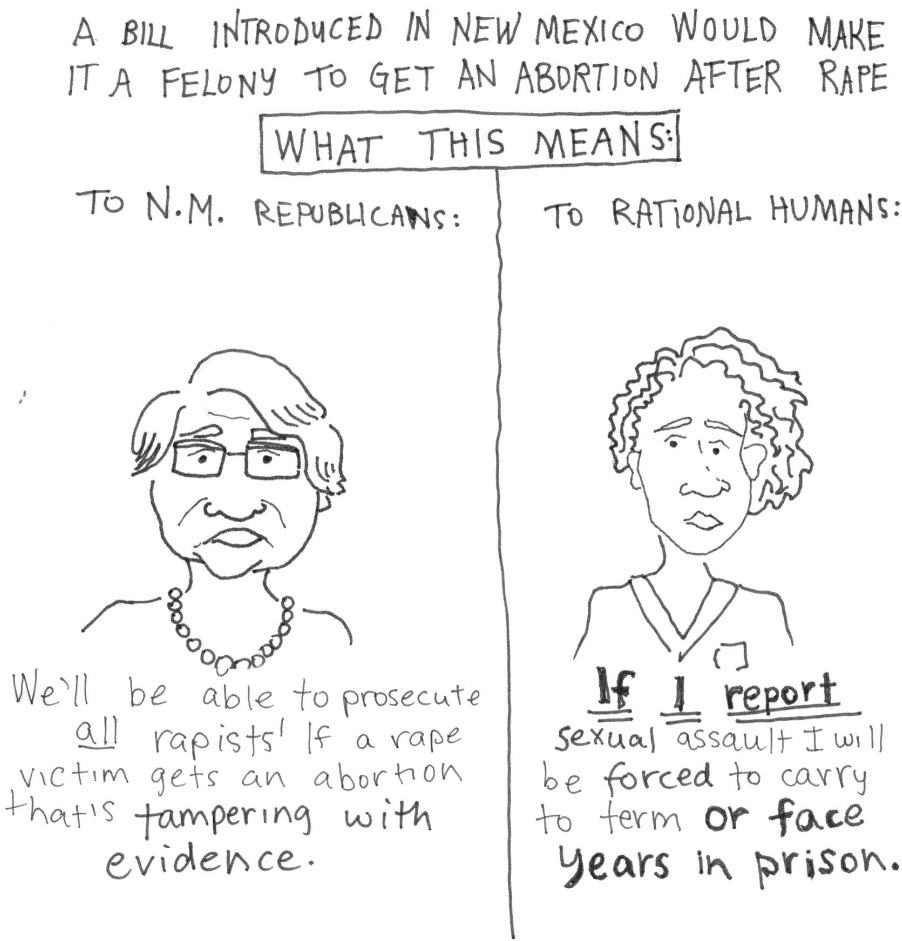 A BILL INTRODUCED IN NEW MEXICO WOULD MAKE
IT A FELONY TO GET AN ABORTION AFTER RAPE
WHAT THIS MEANS:
TO N.M. REPUBLICANS:
We'll be able to prosecute
all rapists! If a rape
victim gets an abortion
that's tampering with
evidence.
TO RATIONAL HUMANS:
If I report
sexual assault I will
be forced to carry
to term or face
years in prison.